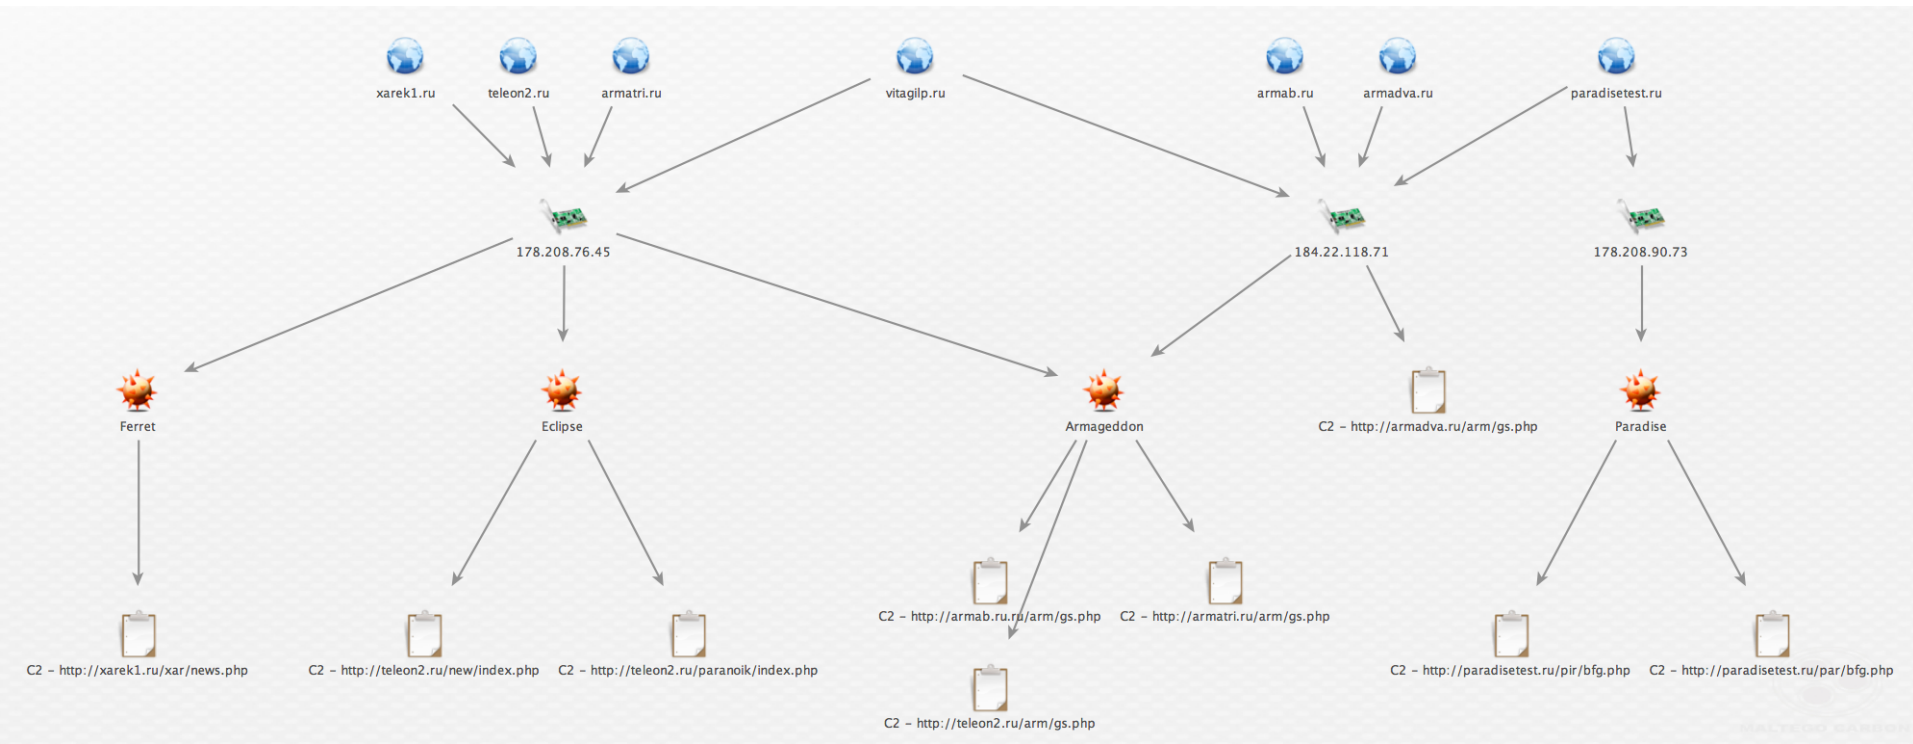 xarek1.ru
teleon2.ru
armatri.ru
vitagilp.ru
armab.ru
armadva.ru
paradisetest.ru
178.208.76.45
184.22.118.71
178.208.90.73
Ferret
Eclipse
Armageddon
C2 - http://armadva.ru/arm/gs.php
Paradise
C2 - http://armab.ru.ru/arm/gs.php
C2 - http://armatri.ru/arm/gs.php
C2 - http://xarek1.ru/xar/news.php
C2 - http://teleon2.ru/new/index.php
C2 - http://teleon2.ru/paranoik/index.php
C2 - http://paradisetest.ru/pir/bfg.php
C2 - http://paradisetest.ru/par/bfg.php
C2 - http://teleon2.ru/arm/gs.php